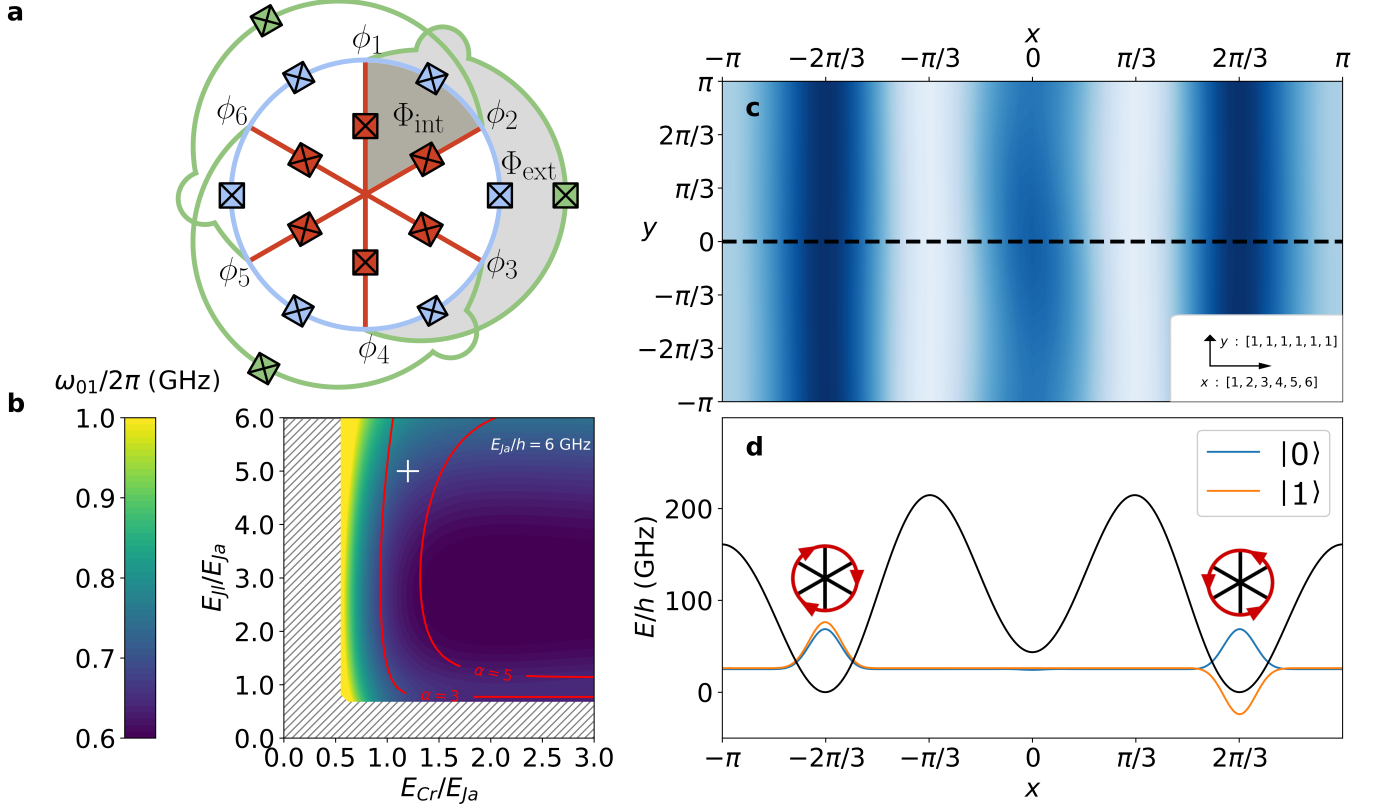 a
ϕ1
ϕ2
ϕ3
ϕ4
ϕ5
ϕ6
Φint
Φext
b
ω01/2π (GHz)
1.0
0.9
0.8
0.7
0.6
6.0
5.0
4.0
3.0
2.0
1.0
0.0
EJl/EJa
EJa/h = 6 GHz
α = 5
α = 3
0.0 0.5 1.0 1.5 2.0 2.5 3.0
ECr/EJa
x
−π −2π/3 −π/3 0 π/3 2π/3 π
c
π
2π/3
π/3
0
−π/3
−2π/3
−π
y
y : [1, 1, 1, 1, 1, 1]
x : [1, 2, 3, 4, 5, 6]
d
|0⟩
|1⟩
200
100
0
E/h (GHz)
−π −2π/3 −π/3 0 π/3 2π/3
x